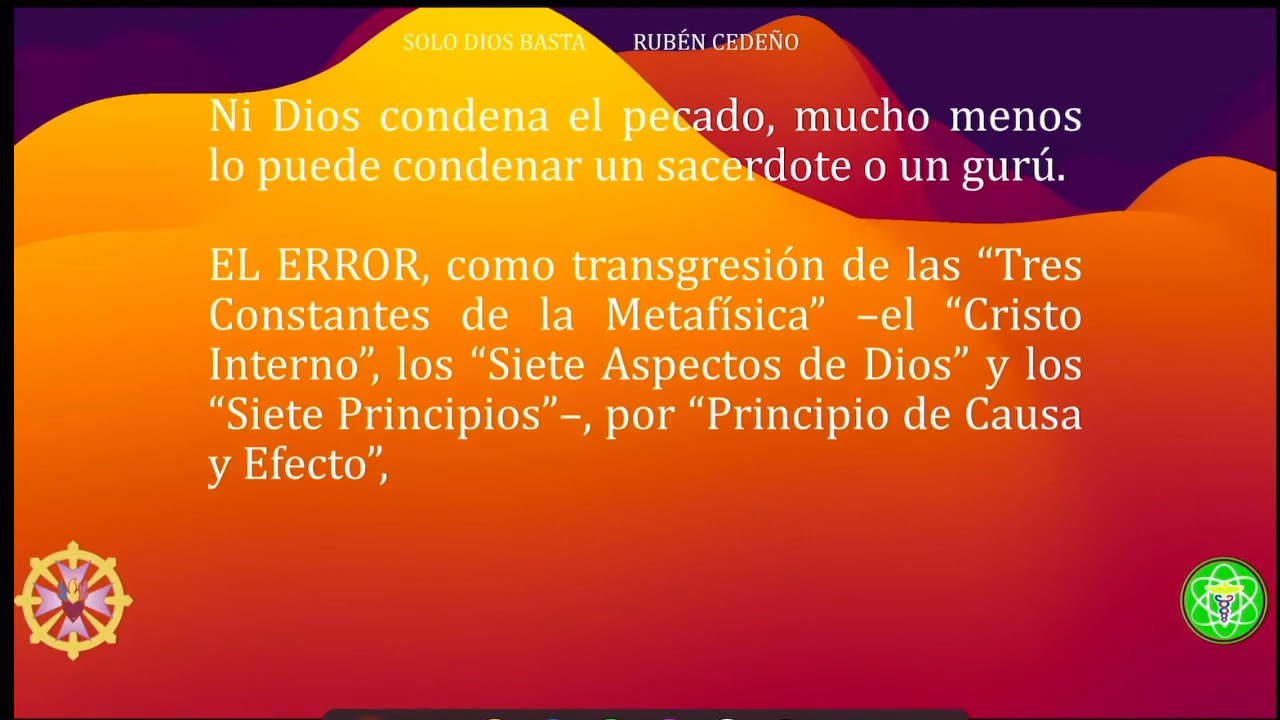 SOLO DIOS BASTA RUBÉN CEDEÑO
Ni Dios condena el pecado, mucho menos
lo puede condenar un sacerdote o un gurú.
EL ERROR, como transgresión de las “Tres
Constantes de la Metafísica” –el “Cristo
Interno”, los “Siete Aspectos de Dios” y los
“Siete Principios”–, por “Principio de Causa
y Efecto”,